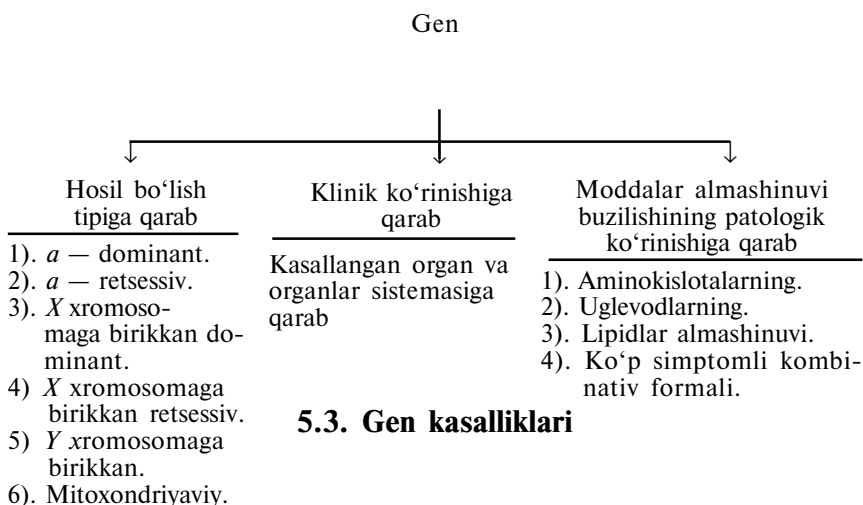 Gen
Hosil bo‘lish
tipiga qarab
1). a — dominant.
2). a — retsessiv.
3). X xromoso-
maga birikkan do-
minant.
4) X xromosomaga
birikkan retsessiv.
5) Y xromosomaga
birikkan.
6). Mitoxondriyaviy.
Klinik ko‘rinishiga
qarab
Kasallangan organ va
organlar sistemasiga
qarab
Moddalar almashinuvi
buzilishining patologik
ko‘rinishiga qarab
1). Aminokislotalarning.
2). Uglevodlarning.
3). Lipidlar almashinuvi.
4). Ko‘p simptomli kombi-
nativ formali.
5.3. Gen kasalliklari